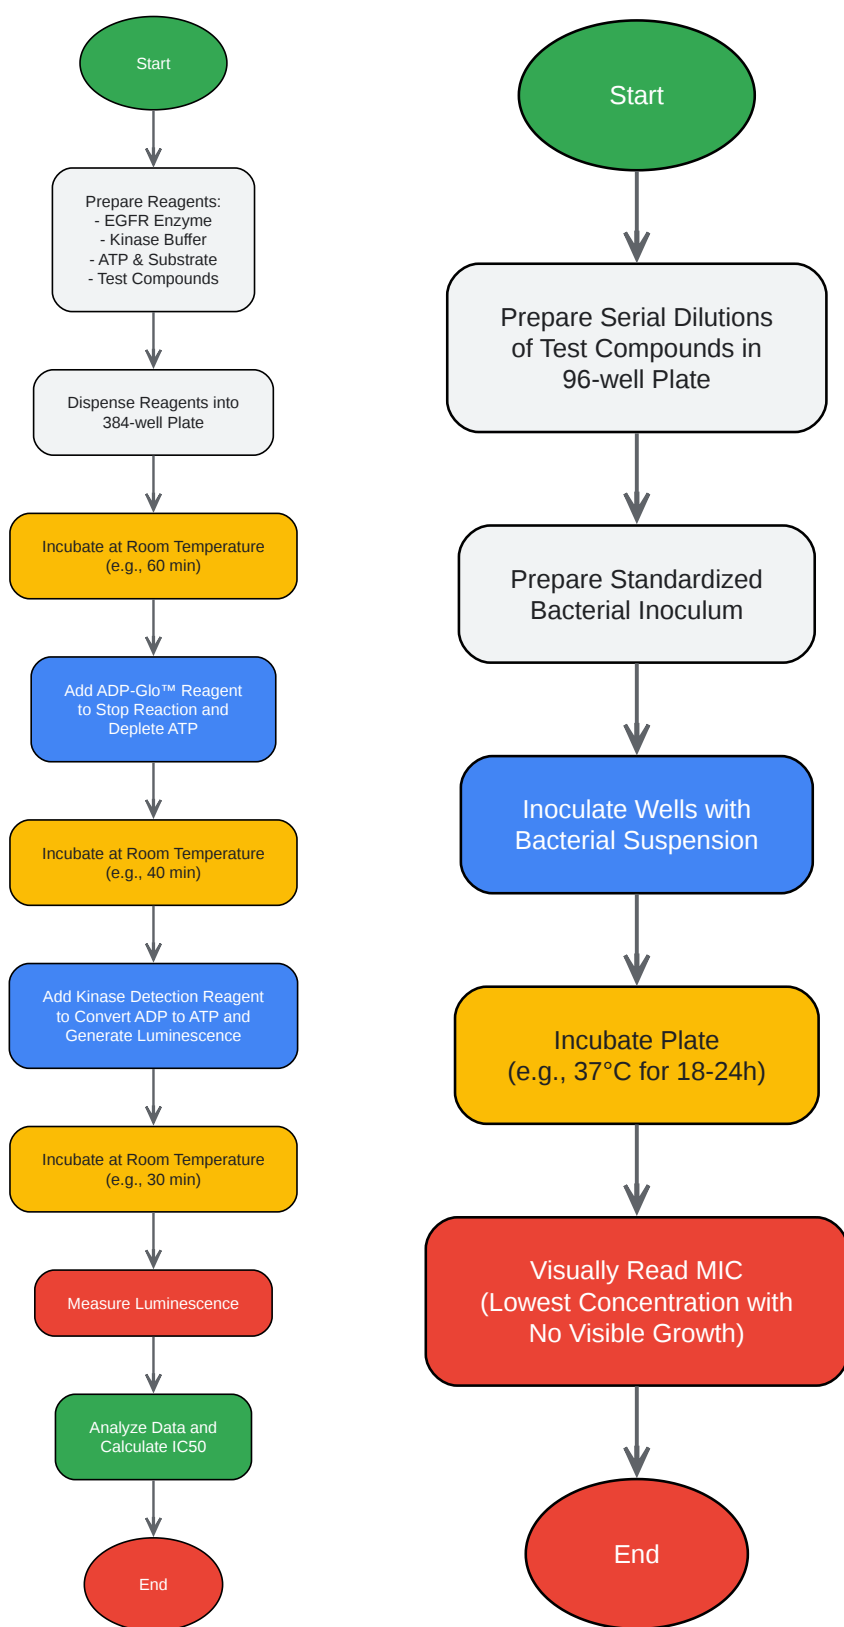 Start
Prepare Reagents:
- EGFR Enzyme
- Kinase Buffer
- ATP & Substrate
- Test Compounds
Dispense Reagents into
384-well Plate
Incubate at Room Temperature
(e.g., 60 min)
Add ADP-Glo™ Reagent
to Stop Reaction and
Deplete ATP
Incubate at Room Temperature
(e.g., 40 min)
Add Kinase Detection Reagent
to Convert ADP to ATP and
Generate Luminescence
Incubate at Room Temperature
(e.g., 30 min)
Measure Luminescence
Analyze Data and
Calculate IC50
End
Start
Prepare Serial Dilutions
of Test Compounds in
96-well Plate
Prepare Standardized
Bacterial Inoculum
Inoculate Wells with
Bacterial Suspension
Incubate Plate
(e.g., 37°C for 18-24h)
Visually Read MIC
(Lowest Concentration with
No Visible Growth)
End